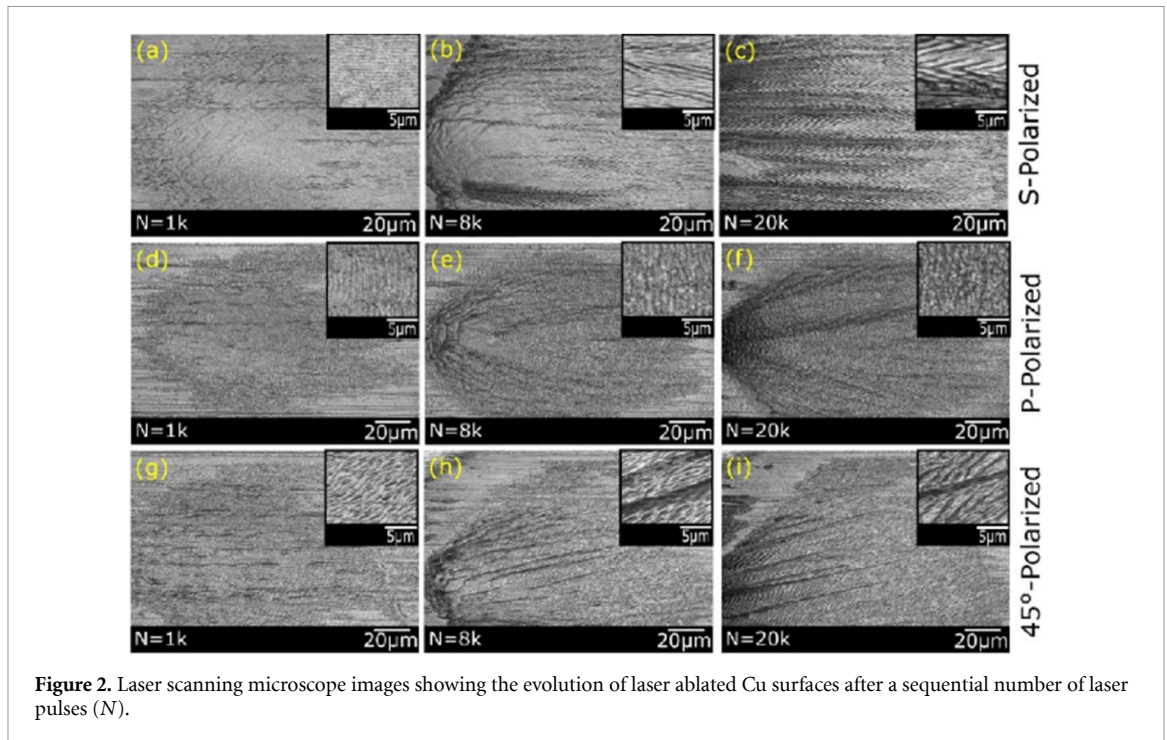 (a)
5μm
N=1k
20μm
(b)
5μm
N=8k
20μm
(c)
5μm
N=20k
20μm
S-Polarized
(d)
5μm
N=1k
20μm
(e)
5μm
N=8k
20μm
(f)
5μm
N=20k
20μm
P-Polarized
(g)
5μm
N=1k
20μm
(h)
5μm
N=8k
20μm
(i)
5μm
N=20k
20μm
45º-Polarized
Figure 2. Laser scanning microscope images showing the evolution of laser ablated Cu surfaces after a sequential number of laser
pulses (N).